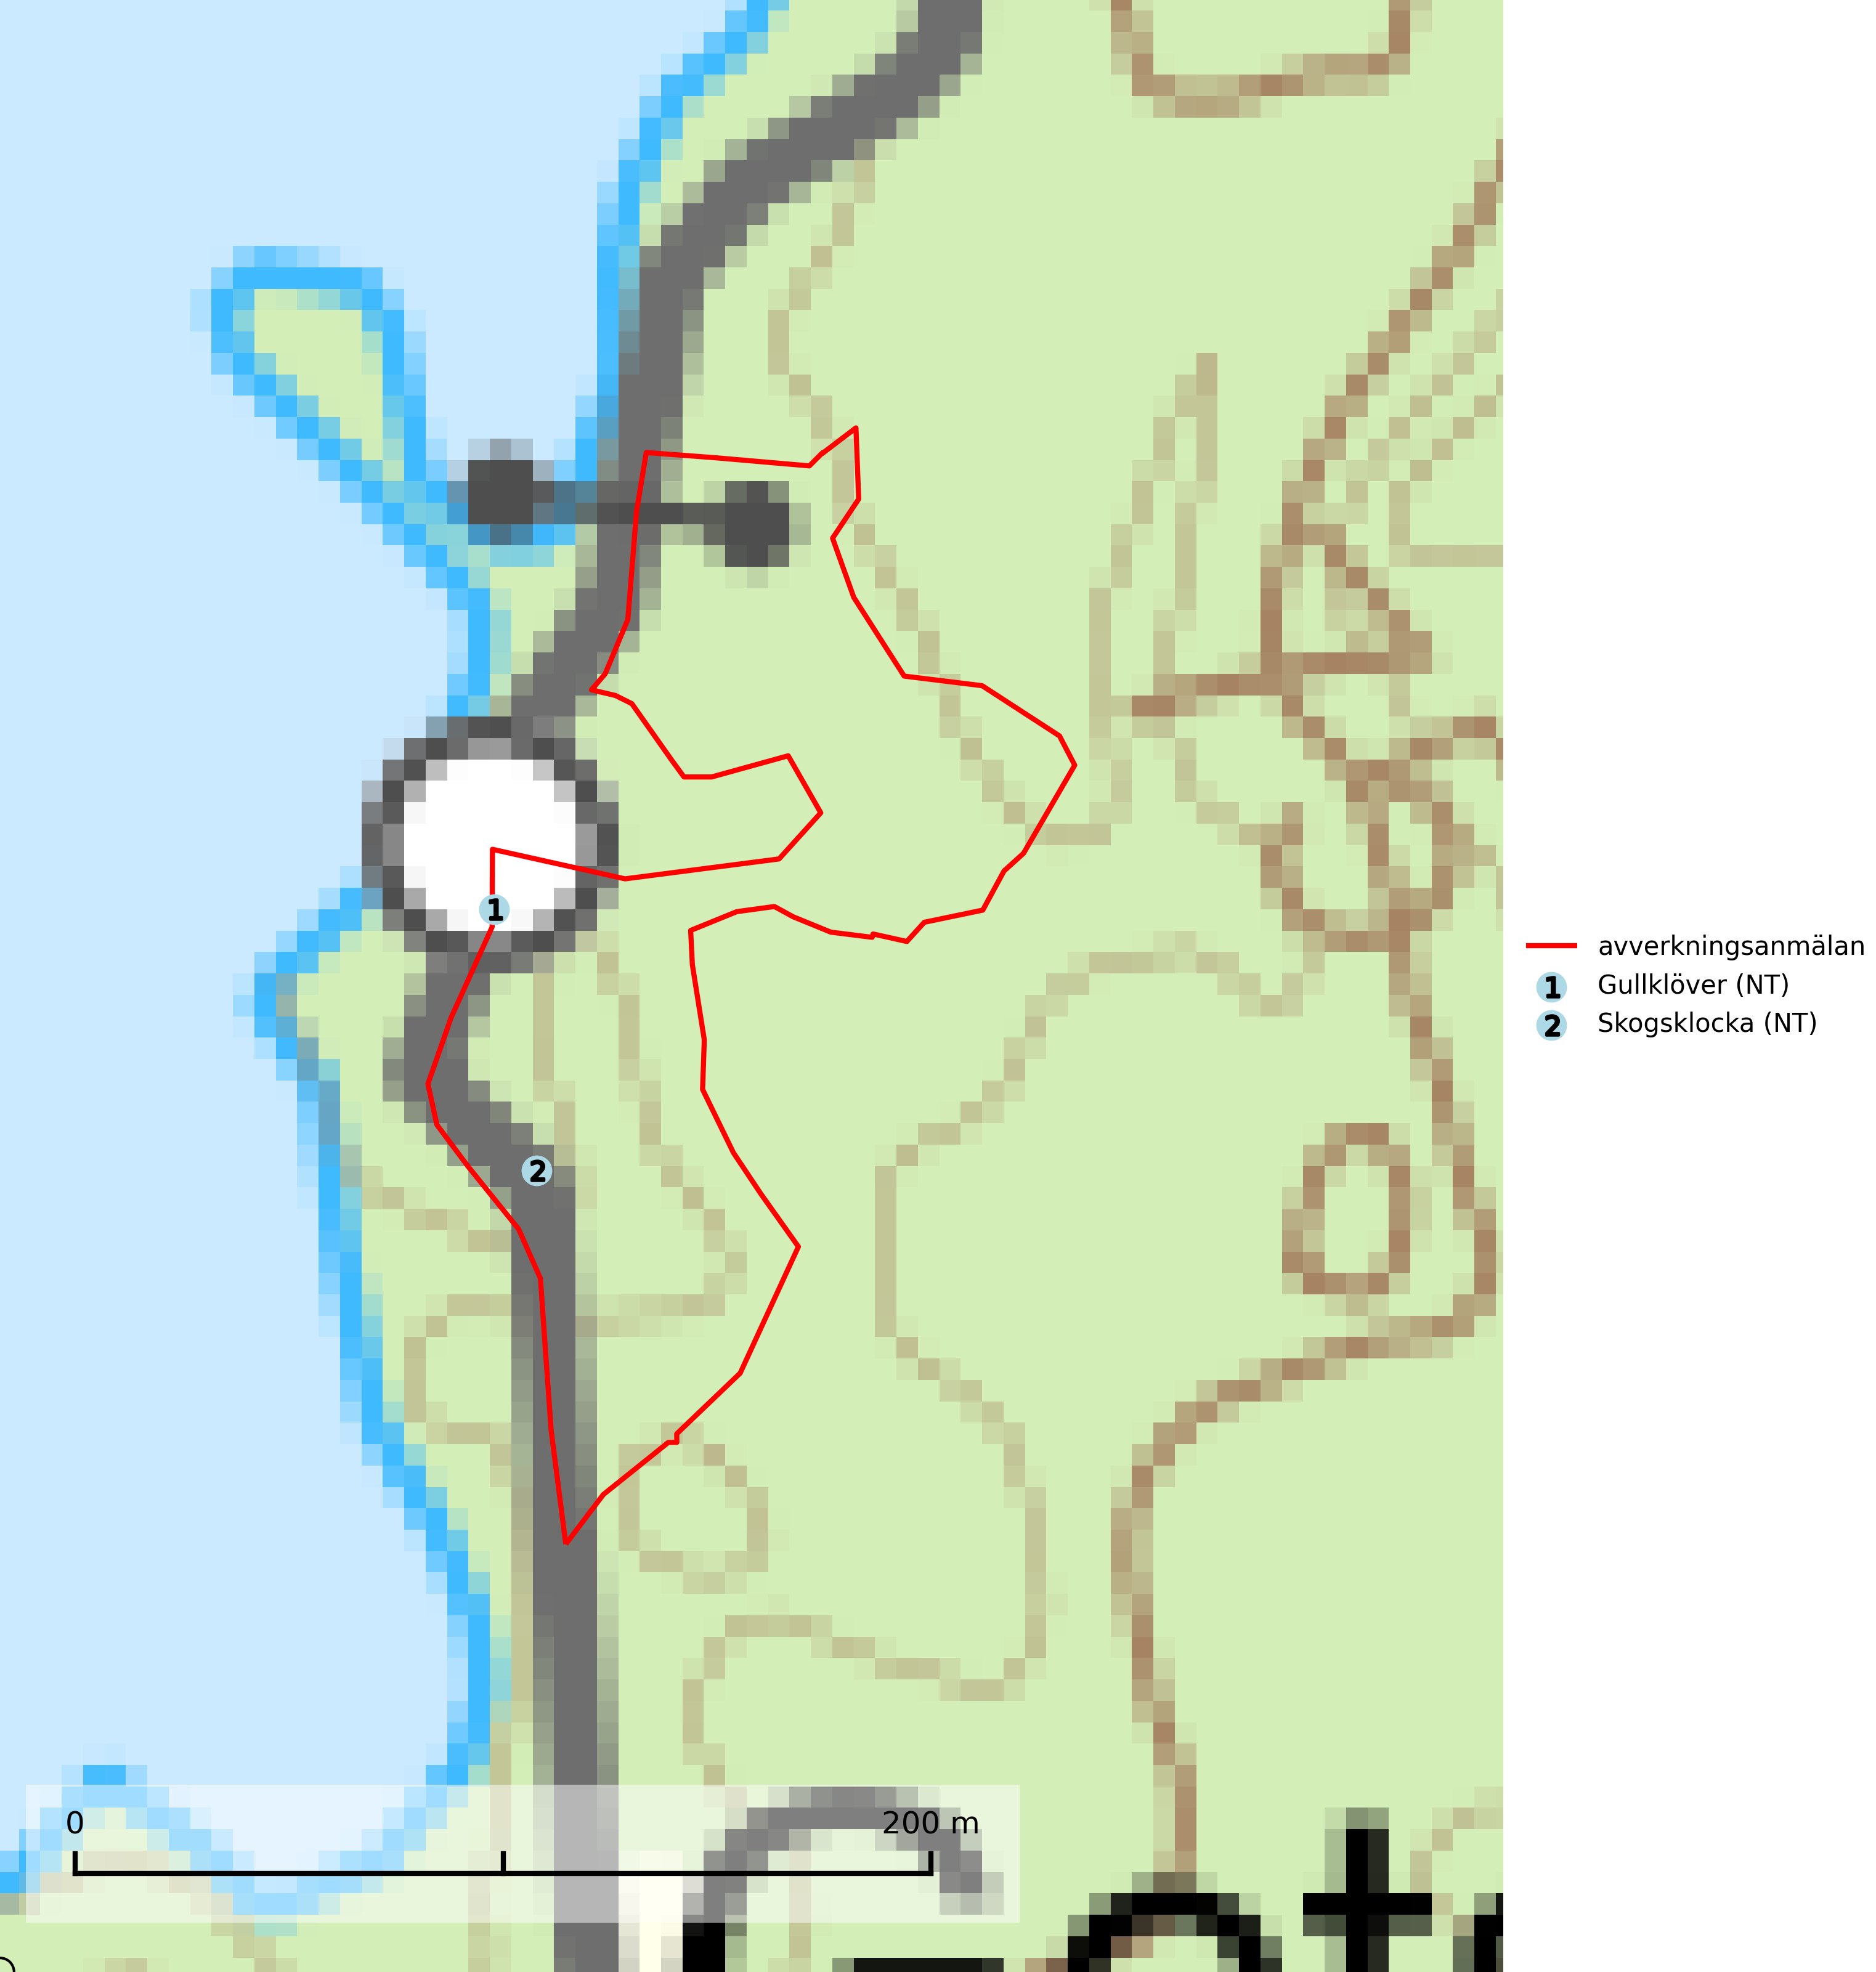 1
2
avverkningsanmälan
1 Gullklöver (NT)
2 Skogsklocka (NT)
0 200 m